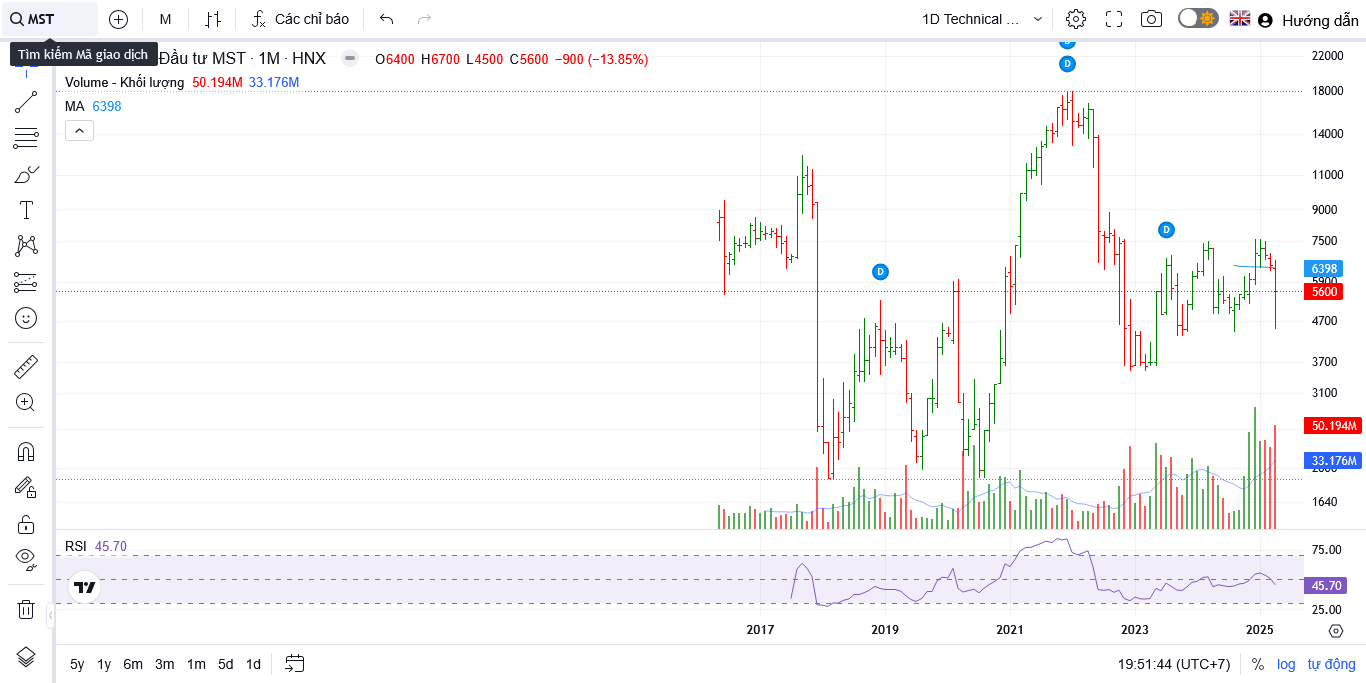 MST
M
Các chỉ báo
1D Technical ...
Hướng dẫn
Tìm kiếm Mã giao dịch
Đầu tư MST · 1M · HNX
O6400 H6700 L4500 C5600 −900 (−13.85%)
Volume - Khối lượng 50.194M 33.176M
MA 6398
D
D
D
22000
18000
14000
11000
9000
7500
6398
5600
4700
3700
3100
50.194M
33.176M
1640
RSI 45.70
75.00
45.70
25.00
2017 2019 2021 2023 2025
5y 1y 6m 3m 1m 5d 1d
19:51:44 (UTC+7)
% log tự động